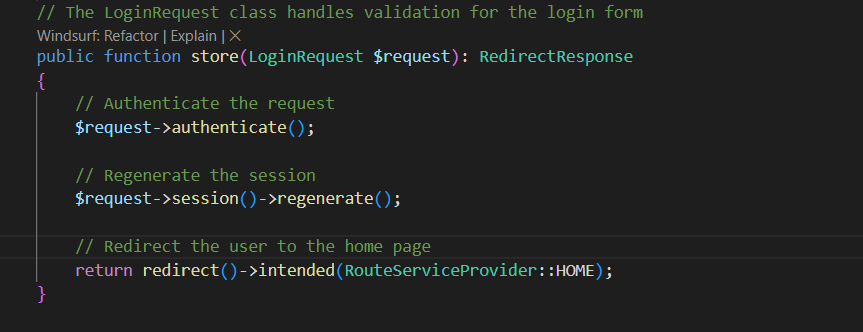 // The LoginRequest class handles validation for the login form
Windsurf: Refactor | Explain | ×
public function store(LoginRequest $request): RedirectResponse
{
// Authenticate the request
$request->authenticate();
// Regenerate the session
$request->session()->regenerate();
// Redirect the user to the home page
return redirect()->intended(RouteServiceProvider::HOME);
}